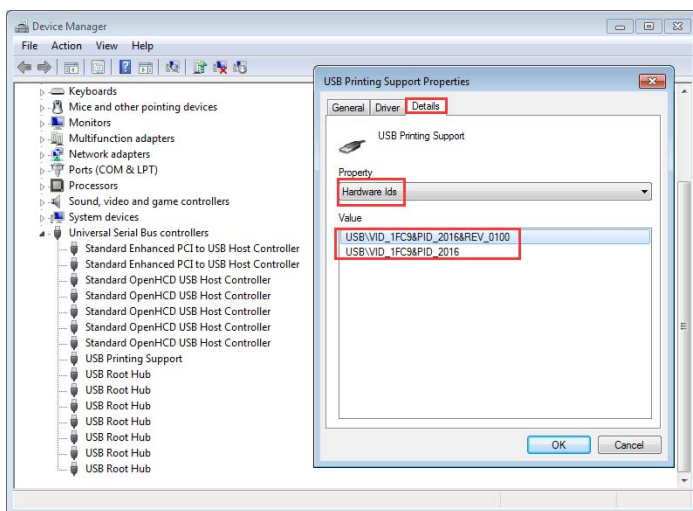 Device Manager
File Action View Help
Keyboards
Mice and other pointing devices
Monitors
Multifunction adapters
Network adapters
Ports (COM & LPT)
Processors
Sound, video and game controllers
System devices
Universal Serial Bus controllers
Standard Enhanced PCI to USB Host Controller
Standard Enhanced PCI to USB Host Controller
Standard OpenHCD USB Host Controller
Standard OpenHCD USB Host Controller
Standard OpenHCD USB Host Controller
Standard OpenHCD USB Host Controller
Standard OpenHCD USB Host Controller
USB Printing Support
USB Root Hub
USB Root Hub
USB Root Hub
USB Root Hub
USB Root Hub
USB Root Hub
USB Root Hub
USB Printing Support Properties
General Driver Details
USB Printing Support
Property
Hardware Ids
Value
USB\VID_1FC9&PID_2016&REV_0100
USB\VID_1FC9&PID_2016
OK Cancel